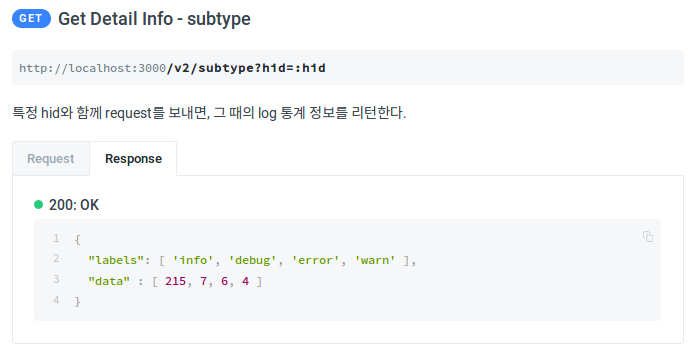 GET Get Detail Info - subtype
http://localhost:3000/v2/subtype?hid=:hid
특정 hid와 함께 request를 보내면, 그 때의 log 통계 정보를 리턴한다.
Request Response
200: OK
1 {
2 "labels": [ 'info', 'debug', 'error', 'warn' ],
3 "data" : [ 215, 7, 6, 4 ]
4 }